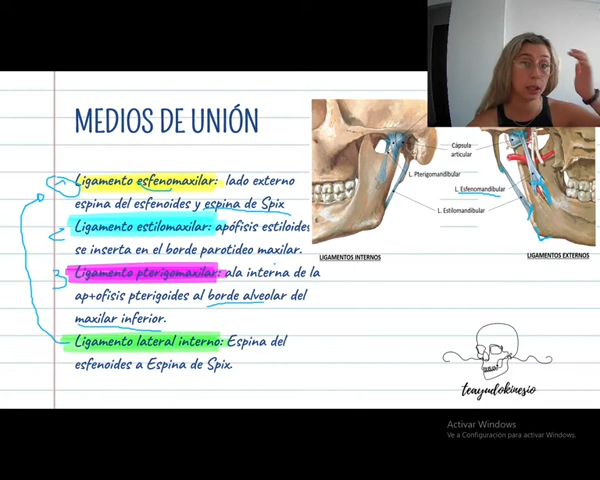 MEDIOS DE UNIÓN
Ligamento esfenomaxilar: lado externo
espina del esfenoides y espina de Spix
Ligamento estilomaxilar: apófisis estiloides
se inserta en el borde parotideo maxilar.
Ligamento pterigomaxilar: ala interna de la
ap+ofisis pterigoides al borde alveolar del
maxilar inferior.
Ligamento lateral interno: Espina del
esfenoides a Espina de Spix.
Cápsula
articular
L. Pterigomandibular
L. Esfenomandibular
L. Estilomandibular
LIGAMENTOS INTERNOS
LIGAMENTOS EXTERNOS
teayudokinesio
Activar Windows
Ve a Configuración para activar Windows.